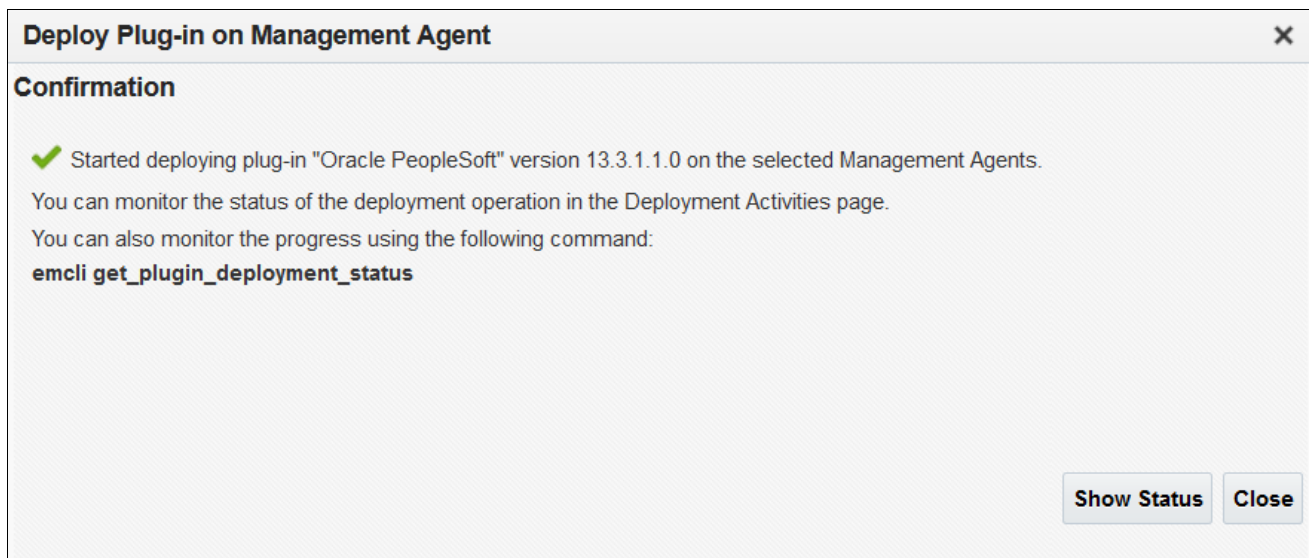 Deploy Plug-in on Management Agent
Confirmation
Started deploying plug-in "Oracle PeopleSoft" version 13.3.1.1.0 on the selected Management Agents.
You can monitor the status of the deployment operation in the Deployment Activities page.
You can also monitor the progress using the following command:
emcli get_plugin_deployment_status
Show Status Close